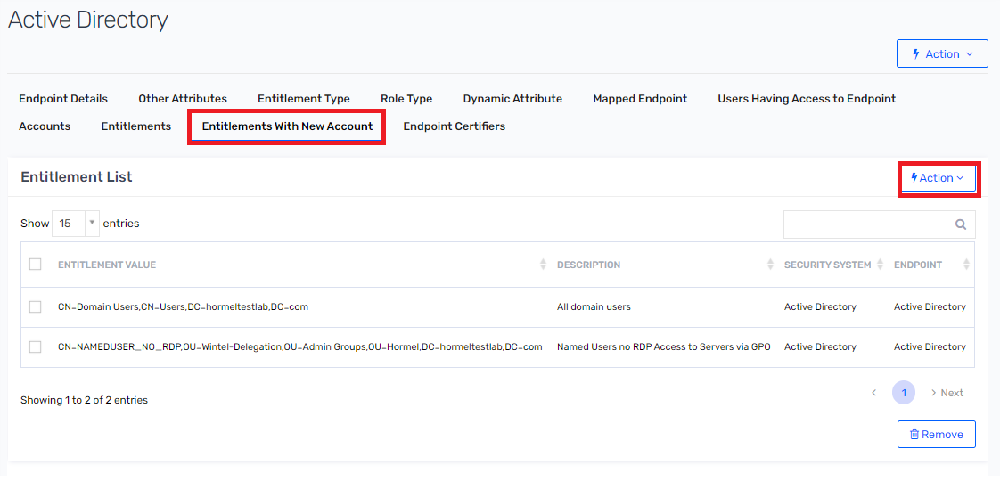 Active Directory
Action
Endpoint Details Other Attributes Entitlement Type Role Type Dynamic Attribute Mapped Endpoint Users Having Access to Endpoint
Accounts Entitlements Entitlements With New Account Endpoint Certifiers
Entitlement List Action
Show 15 entries
ENTITLEMENT VALUE DESCRIPTION SECURITY SYSTEM ENDPOINT
CN=Domain Users,CN=Users,DC=hormeltestlab,DC=com All domain users Active Directory Active Directory
CN=NAMEDUSER_NO_RDP,OU=Wintel-Delegation,OU=Admin Groups,OU=Hormel,DC=hormeltestlab,DC=com Named Users no RDP Access to Servers via GPO Active Directory Active Directory
Showing 1 to 2 of 2 entries < 1 > Next
Remove